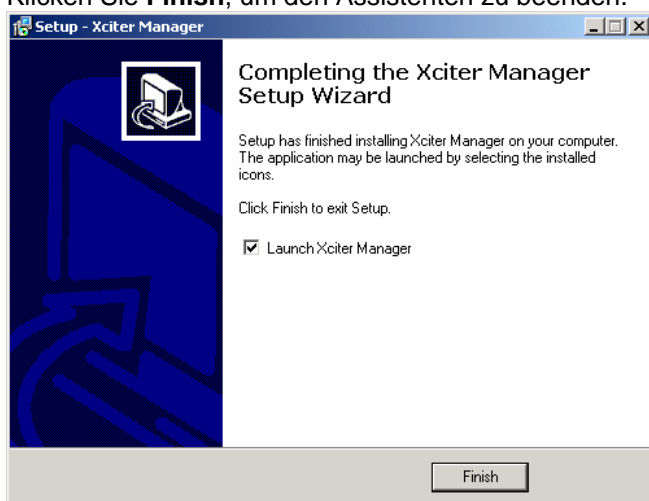 Klicken Sie Finish, um den Assistenten zu beenden.
Setup - Xciter Manager
Completing the Xciter Manager
Setup Wizard
Setup has finished installing Xciter Manager on your computer.
The application may be launched by selecting the installed
icons.
Click Finish to exit Setup.
Launch Xciter Manager
Finish